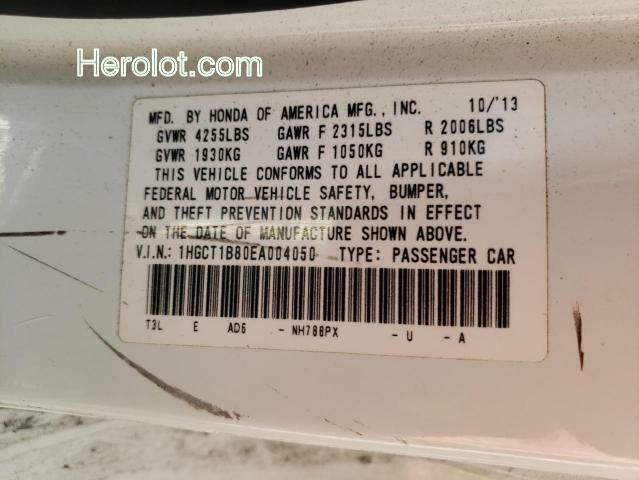 Herolot.com
MFD. BY HONDA OF AMERICA MFG., INC. 10/'13
GVWR 4255LBS GAWR F 2315LBS R 2006LBS
GVWR 1930KG GAWR F 1050KG R 910KG
THIS VEHICLE CONFORMS TO ALL APPLICABLE
FEDERAL MOTOR VEHICLE SAFETY, BUMPER,
AND THEFT PREVENTION STANDARDS IN EFFECT
ON THE DATE OF MANUFACTURE SHOWN ABOVE.
V.I.N.: 1HGCT1B80EA004050 TYPE: PASSENGER CAR
T3L E AD6 - NH788PX - U - A